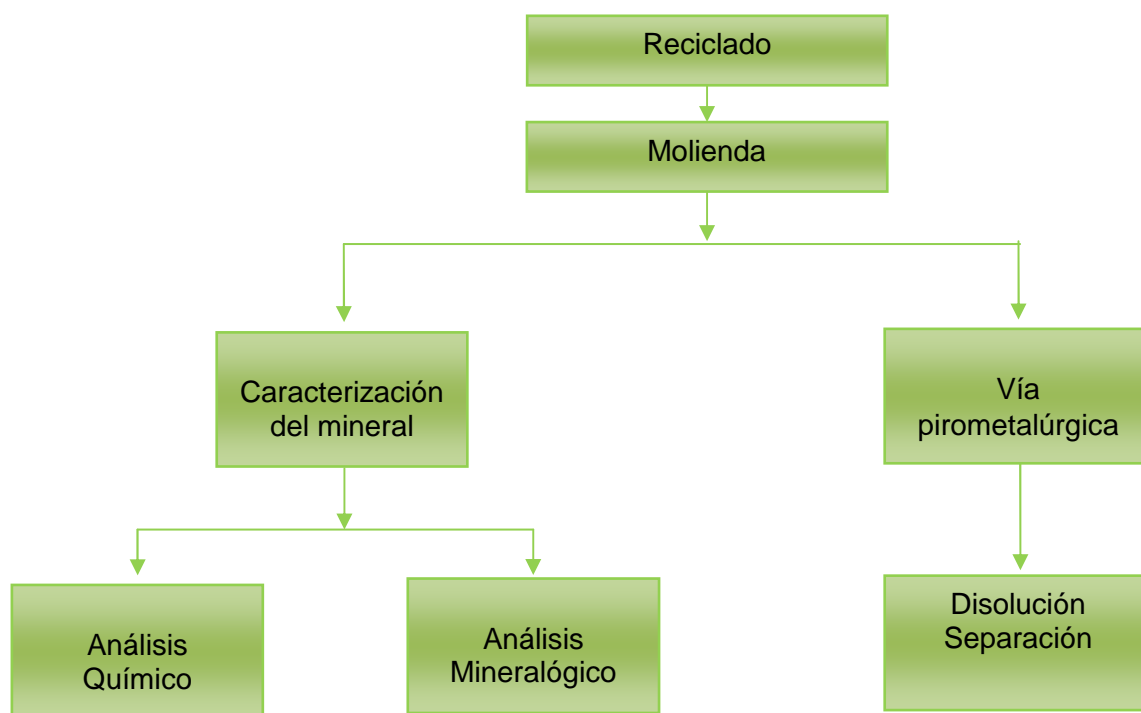 Reciclado
Molienda
Caracterización
del mineral
Vía
pirometalúrgica
Análisis
Químico
Análisis
Mineralógico
Disolución
Separación